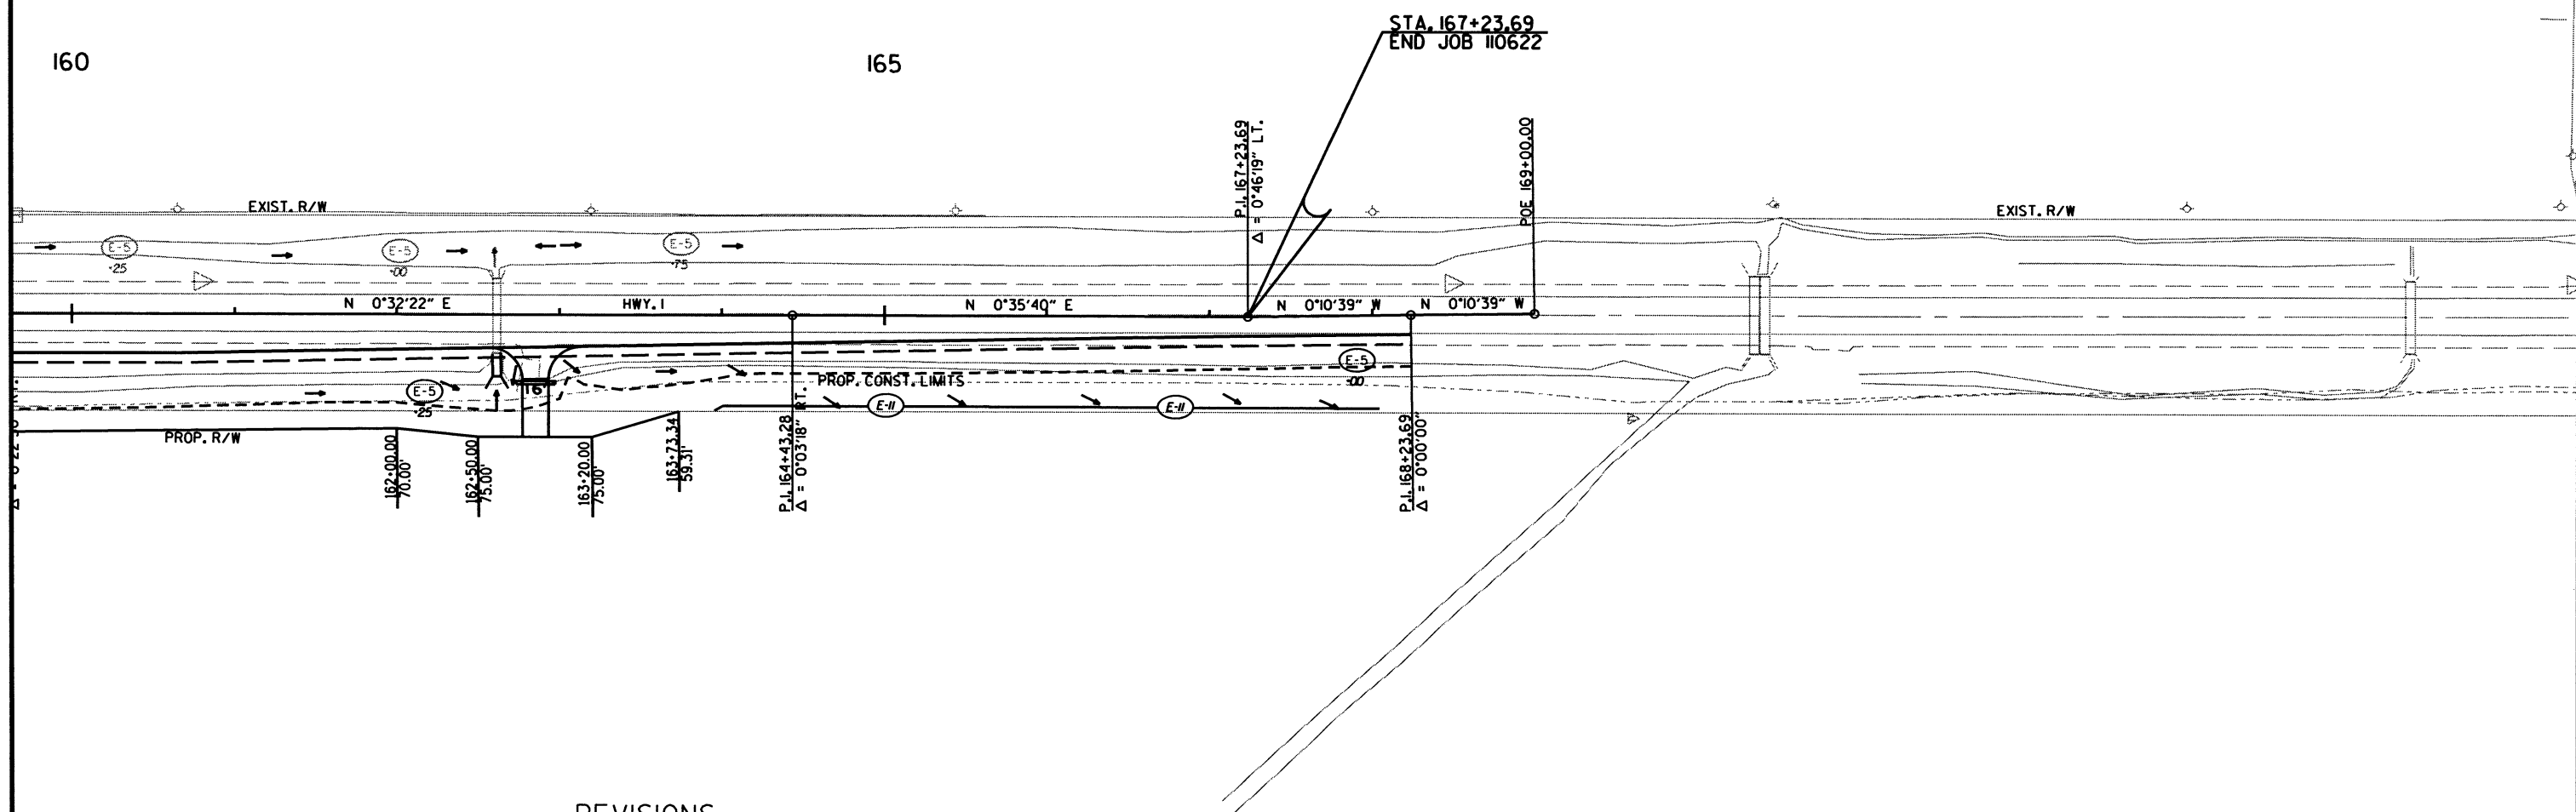 STA. 167+23.69
END JOB 110622
160
165
P.I. 167+23.69
Δ = 0°46'19" LT.
POE 169+00.00
EXIST. R/W
EXIST. R/W
E-5
+25
E-5
+00
E-5
+75
N 0°32'22" E
HWY. 1
N 0°35'40" E
N 0°10'39" W
N 0°10'39" W
E-5
+25
16'
PROP. CONST. LIMITS
E-5
+00
E-11
E-11
PROP. R/W
162+00.00
70.00'
162+50.00
75.00'
163+20.00
75.00'
163+73.34
59.31'
P.I. 164+43.28
Δ = 0°03'18" RT.
P.I. 168+23.69
Δ = 0°00'00"
REVISIONS